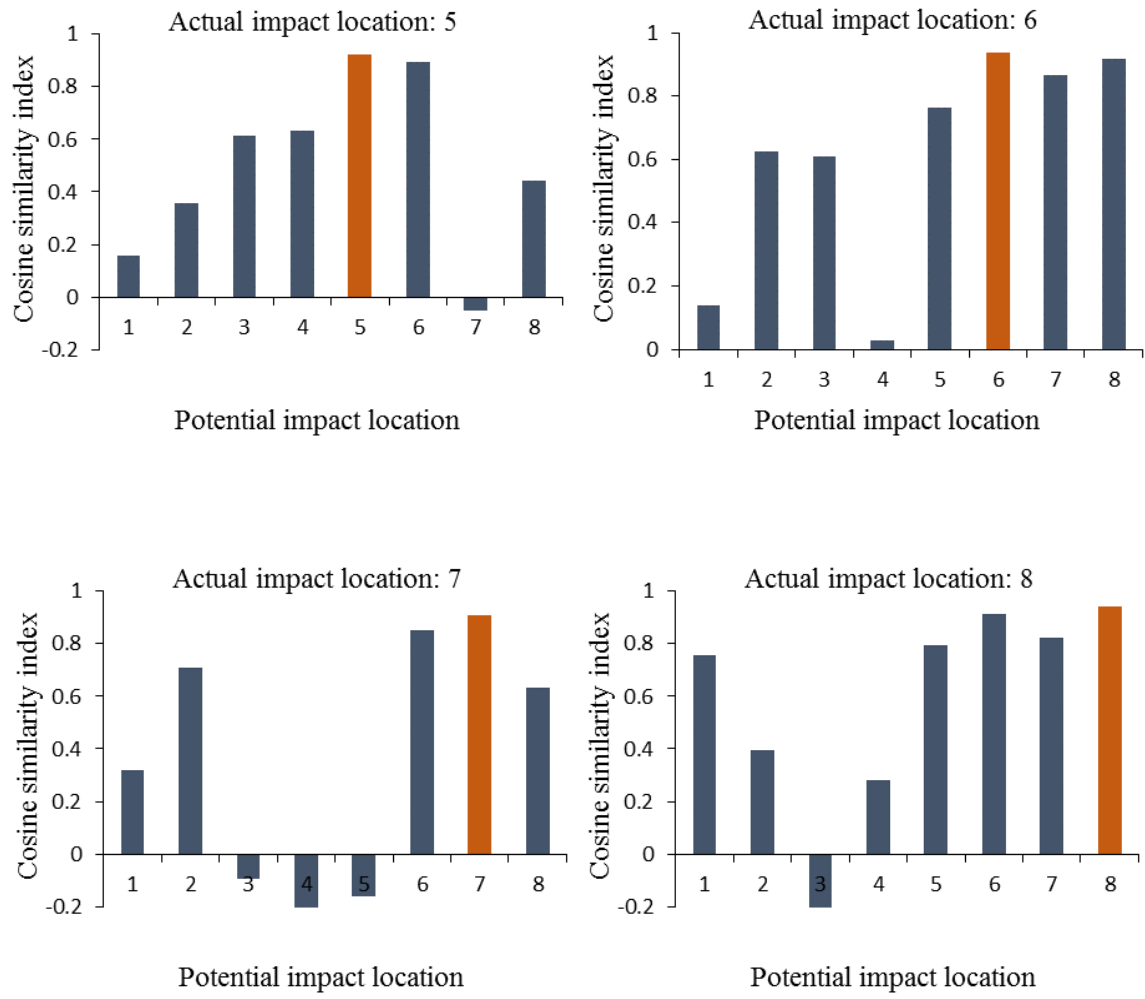 Actual impact location: 5
Cosine similarity index
1
0.8
0.6
0.4
0.2
0
-0.2
1 2 3 4 5 6 7 8
Potential impact location
Actual impact location: 6
Cosine similarity index
1
0.8
0.6
0.4
0.2
0
1 2 3 4 5 6 7 8
Potential impact location
Actual impact location: 7
Cosine similarity index
1
0.8
0.6
0.4
0.2
0
-0.2
1 2 3 4 5 6 7 8
Potential impact location
Actual impact location: 8
Cosine similarity index
1
0.8
0.6
0.4
0.2
0
-0.2
1 2 3 4 5 6 7 8
Potential impact location